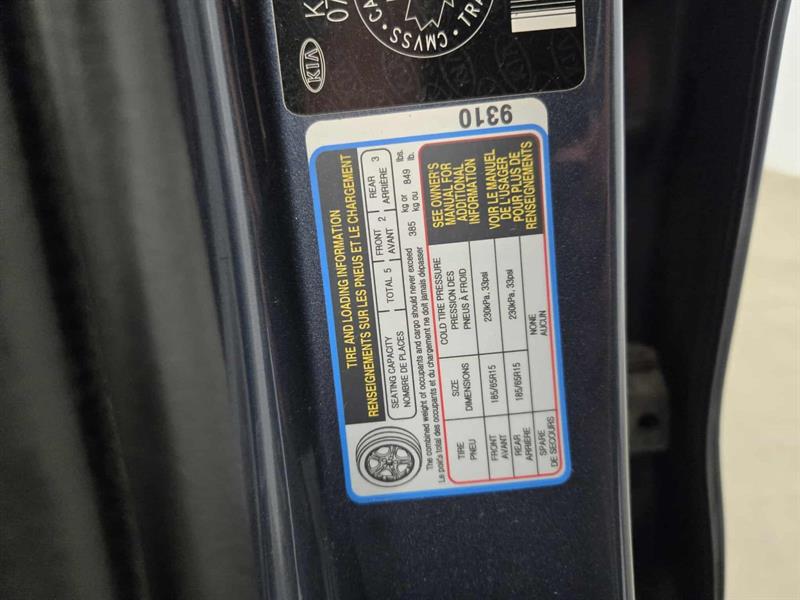 K
07
CMVSS
KIA
9310
TIRE AND LOADING INFORMATION
RENSEIGNEMENTS SUR LES PNEUS ET LE CHARGEMENT
SEATING CAPACITY TOTAL 5 FRONT 2 REAR 3
NOMBRE DE PLACES AVANT ARRIÈRE
The combined weight of occupants and cargo should never exceed 385 kg or 849 lbs.
Le poids total des occupants et du chargement ne doit jamais dépasser kg ou lb.
TIRE SIZE COLD TIRE PRESSURE
PNEU DIMENSIONS PRESSION DES PNEUS À FROID
FRONT AVANT 185/65R15 230kPa, 33psi
REAR ARRIÈRE 185/65R15 230kPa, 33psi
SPARE DE SECOURS NONE AUCUN
SEE OWNER'S
MANUAL FOR
ADDITIONAL
INFORMATION
VOIR LE MANUEL
DE L'USAGER
POUR PLUS DE
RENSEIGNEMENTS